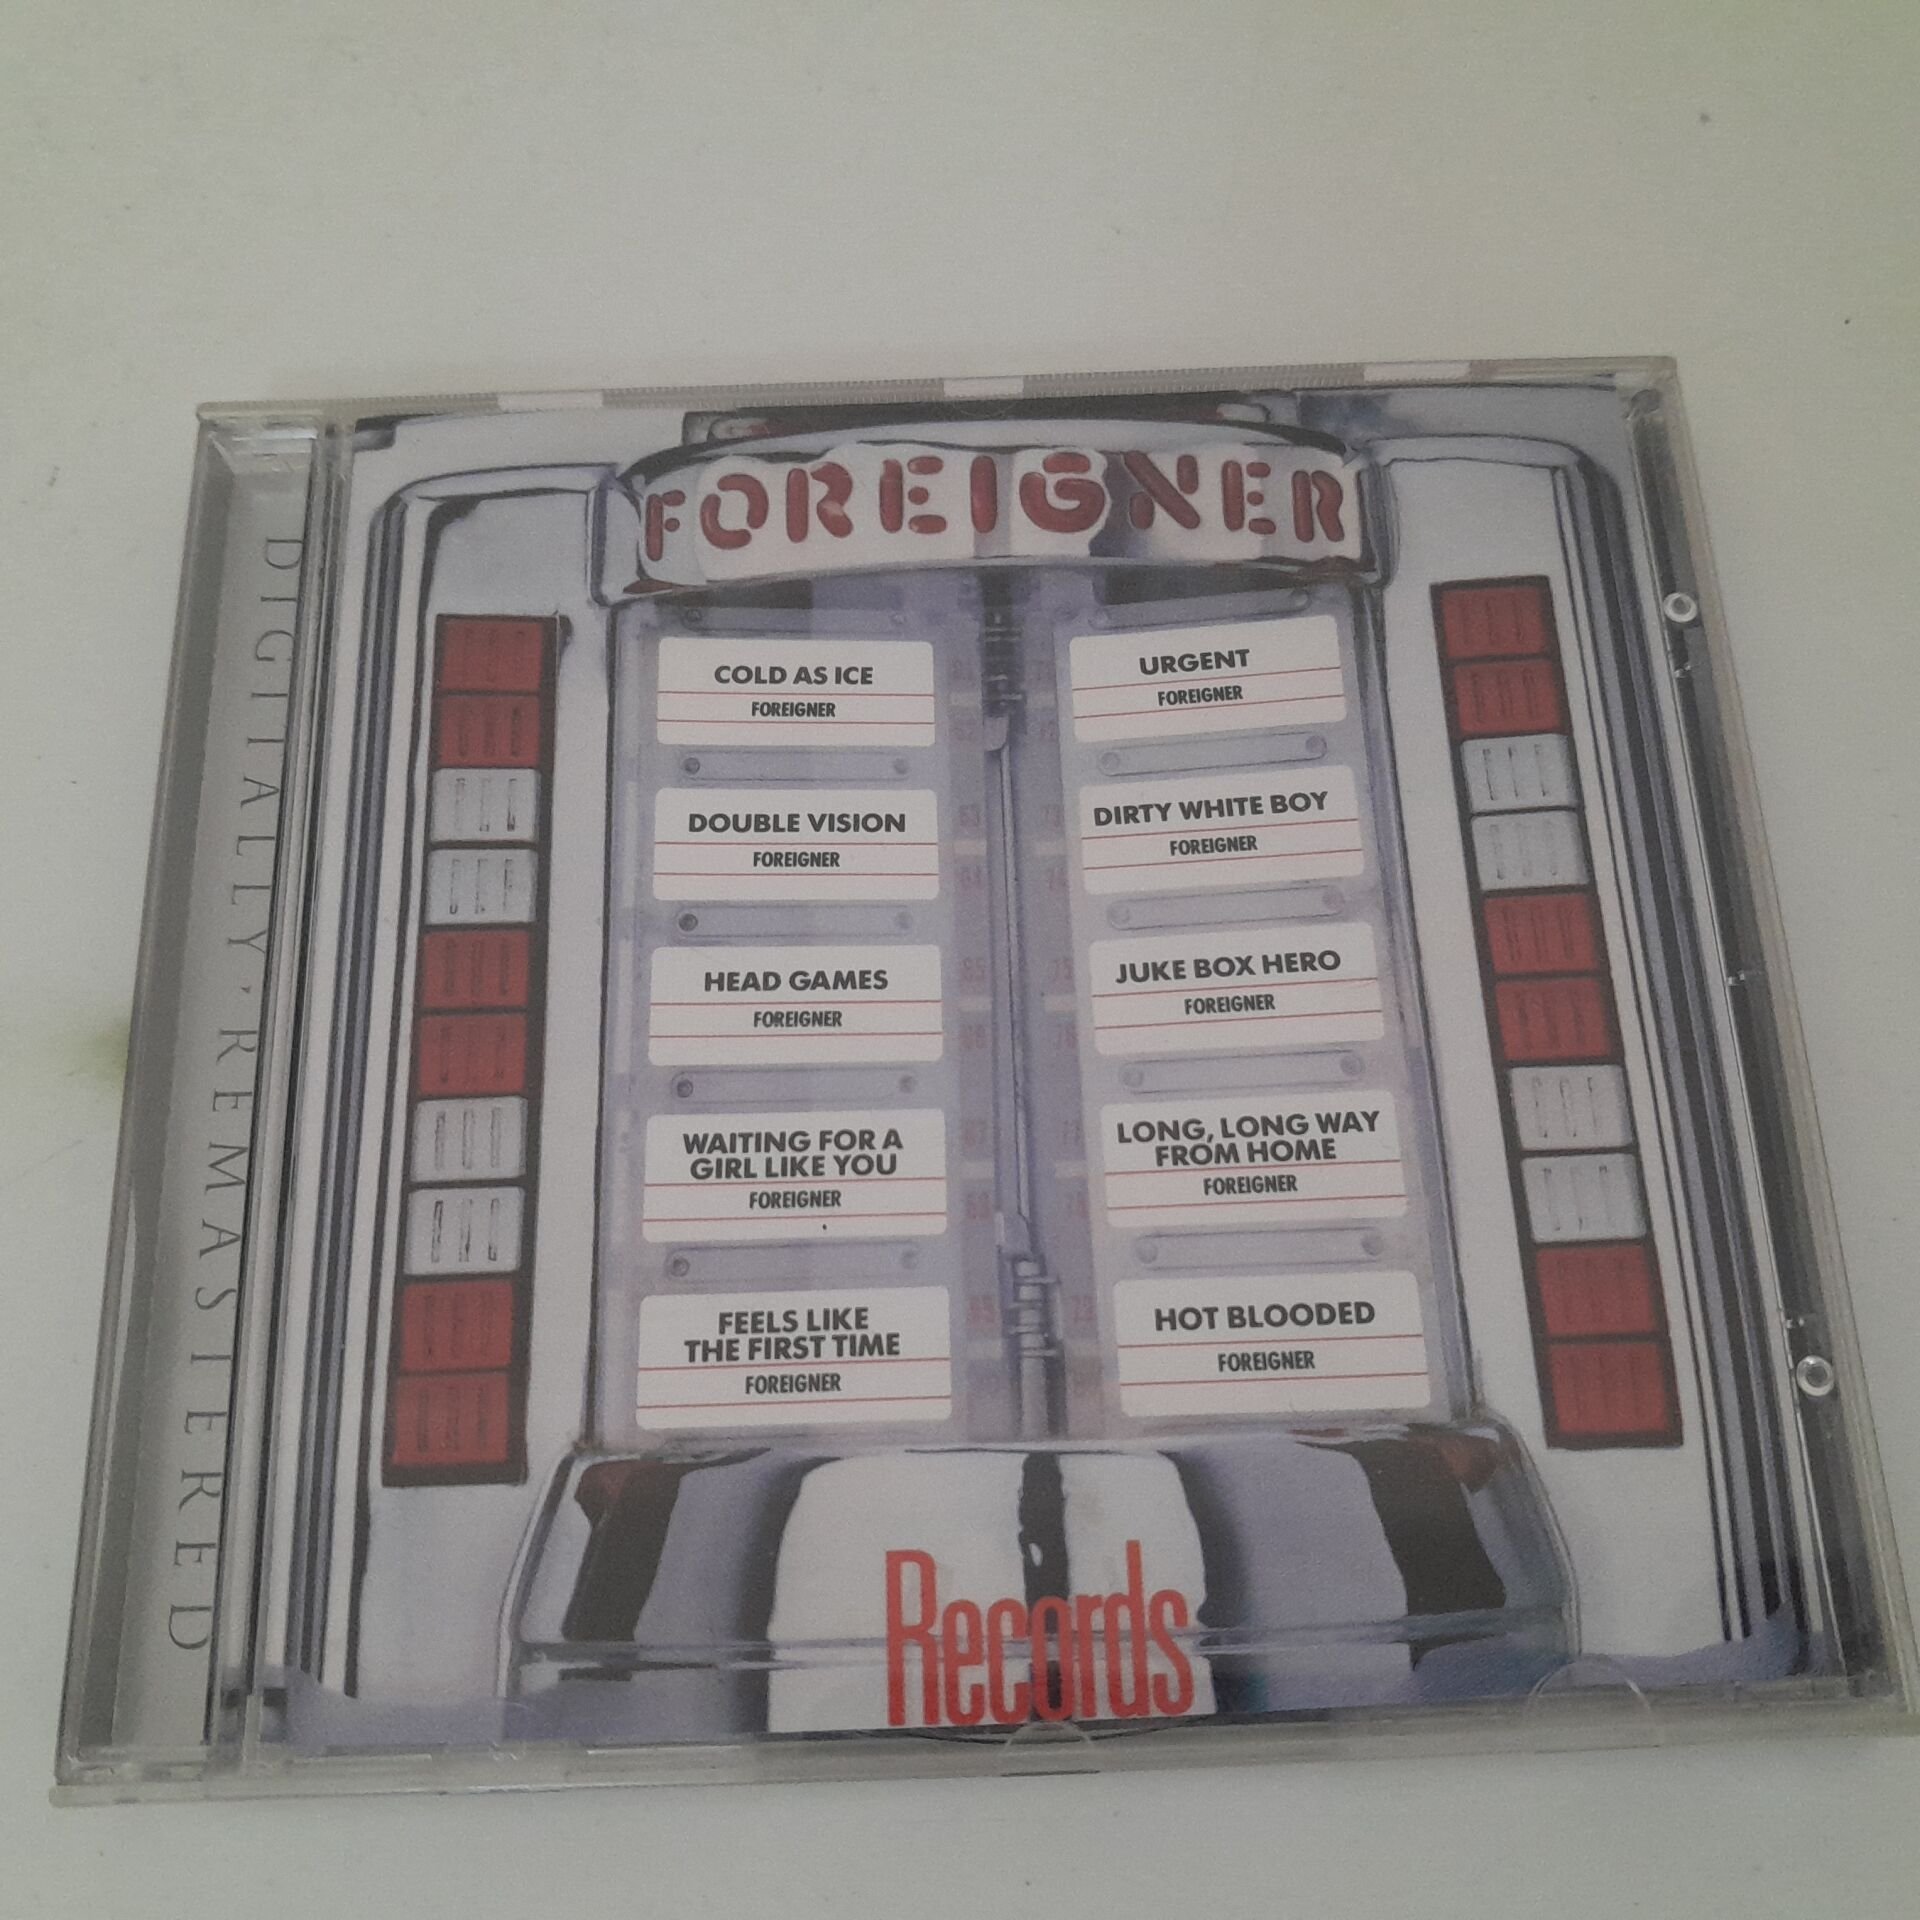 FOREIGNER
DIGITALLY · REMASTERED
COLD AS ICE
FOREIGNER
DOUBLE VISION
FOREIGNER
HEAD GAMES
FOREIGNER
WAITING FOR A
GIRL LIKE YOU
FOREIGNER
FEELS LIKE
THE FIRST TIME
FOREIGNER
URGENT
FOREIGNER
DIRTY WHITE BOY
FOREIGNER
JUKE BOX HERO
FOREIGNER
LONG, LONG WAY
FROM HOME
FOREIGNER
HOT BLOODED
FOREIGNER
Records